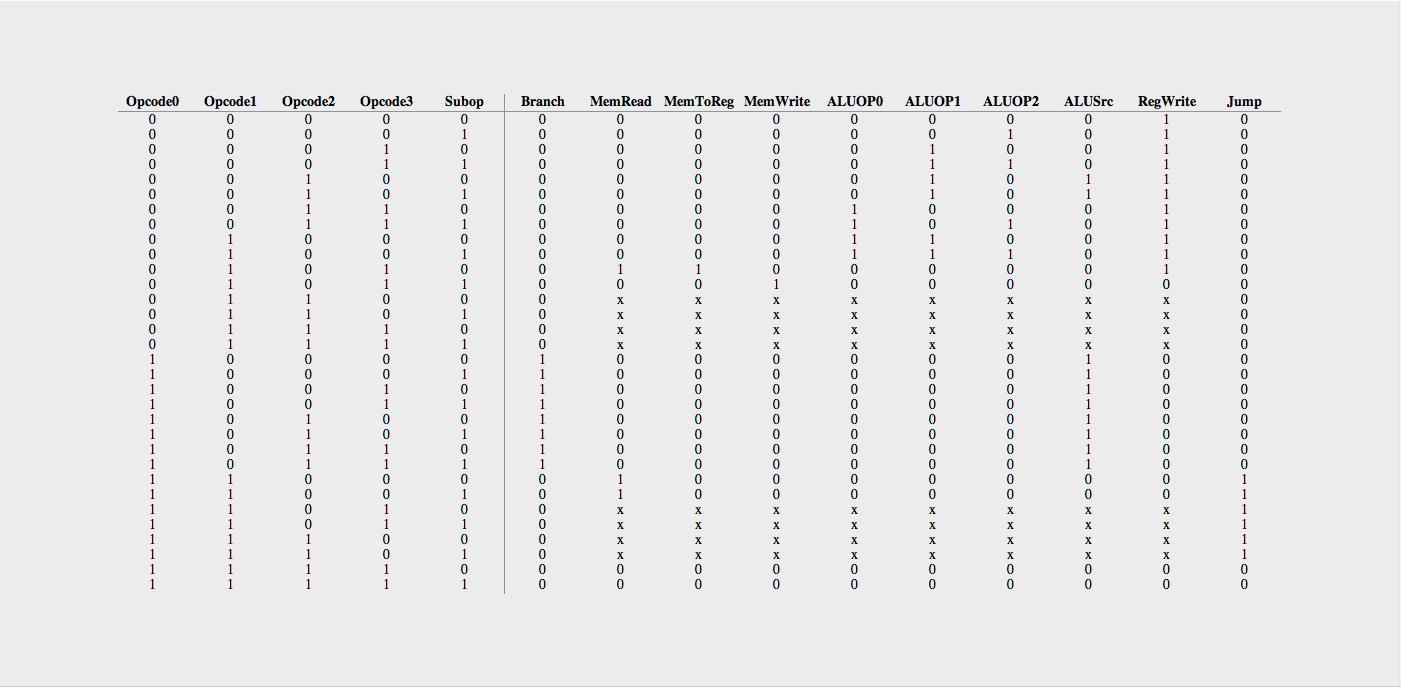 Opcode0 Opcode1 Opcode2 Opcode3 Subop Branch MemRead MemToReg MemWrite ALUOP0 ALUOP1 ALUOP2 ALUSrc RegWrite Jump
0 0 0 0 0 0 0 0 0 0 0 0 0 1 0
0 0 0 0 1 0 0 0 0 0 0 1 0 1 0
0 0 0 1 0 0 0 0 0 0 1 0 0 1 0
0 0 0 1 1 0 0 0 0 0 1 1 0 1 0
0 0 1 0 0 0 0 0 0 0 1 0 1 1 0
0 0 1 0 1 0 0 0 0 0 1 0 1 1 0
0 0 1 1 0 0 0 0 0 1 0 0 0 1 0
0 0 1 1 1 0 0 0 0 1 0 1 0 1 0
0 1 0 0 0 0 0 0 0 1 1 0 0 1 0
0 1 0 0 1 0 0 0 0 1 1 1 0 1 0
0 1 0 1 0 0 1 1 0 0 0 0 0 1 0
0 1 0 1 1 0 0 0 1 0 0 0 0 0 0
0 1 1 0 0 0 x x x x x x x x 0
0 1 1 0 1 0 x x x x x x x x 0
0 1 1 1 0 0 x x x x x x x x 0
0 1 1 1 1 0 x x x x x x x x 0
1 0 0 0 0 1 0 0 0 0 0 0 1 0 0
1 0 0 0 1 1 0 0 0 0 0 0 1 0 0
1 0 0 1 0 1 0 0 0 0 0 0 1 0 0
1 0 0 1 1 1 0 0 0 0 0 0 1 0 0
1 0 1 0 0 1 0 0 0 0 0 0 1 0 0
1 0 1 0 1 1 0 0 0 0 0 0 1 0 0
1 0 1 1 0 1 0 0 0 0 0 0 1 0 0
1 0 1 1 1 1 0 0 0 0 0 0 1 0 0
1 1 0 0 0 0 1 0 0 0 0 0 0 0 1
1 1 0 0 1 0 1 0 0 0 0 0 0 0 1
1 1 0 1 0 0 x x x x x x x x 1
1 1 0 1 1 0 x x x x x x x x 1
1 1 1 0 0 0 x x x x x x x x 1
1 1 1 0 1 0 x x x x x x x x 1
1 1 1 1 0 0 0 0 0 0 0 0 0 0 0
1 1 1 1 1 0 0 0 0 0 0 0 0 0 0